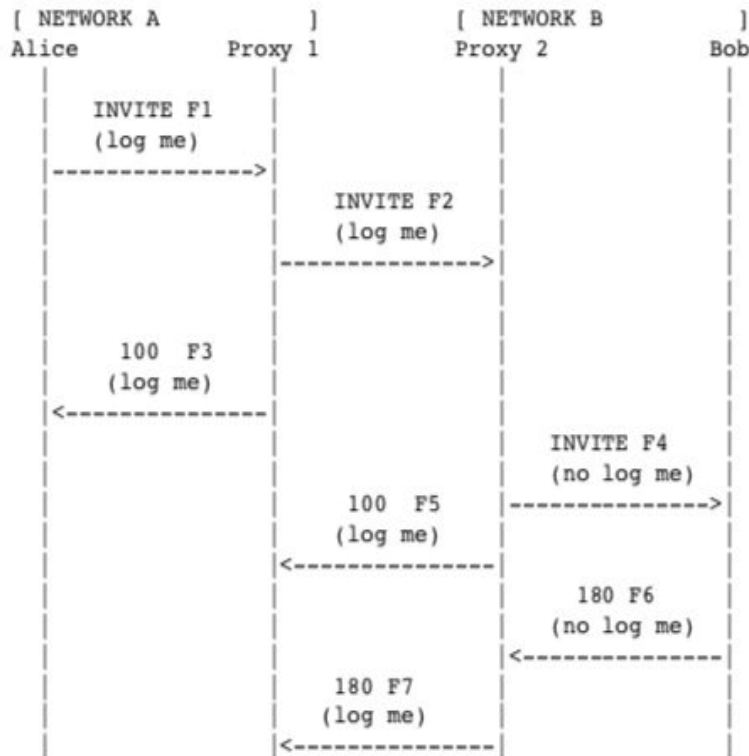 [ NETWORK A ] [ NETWORK B ]
Alice Proxy 1 Proxy 2 Bob
INVITE F1
(log me)
INVITE F2
(log me)
100 F3
(log me)
INVITE F4
(no log me)
100 F5
(log me)
180 F6
(no log me)
180 F7
(log me)